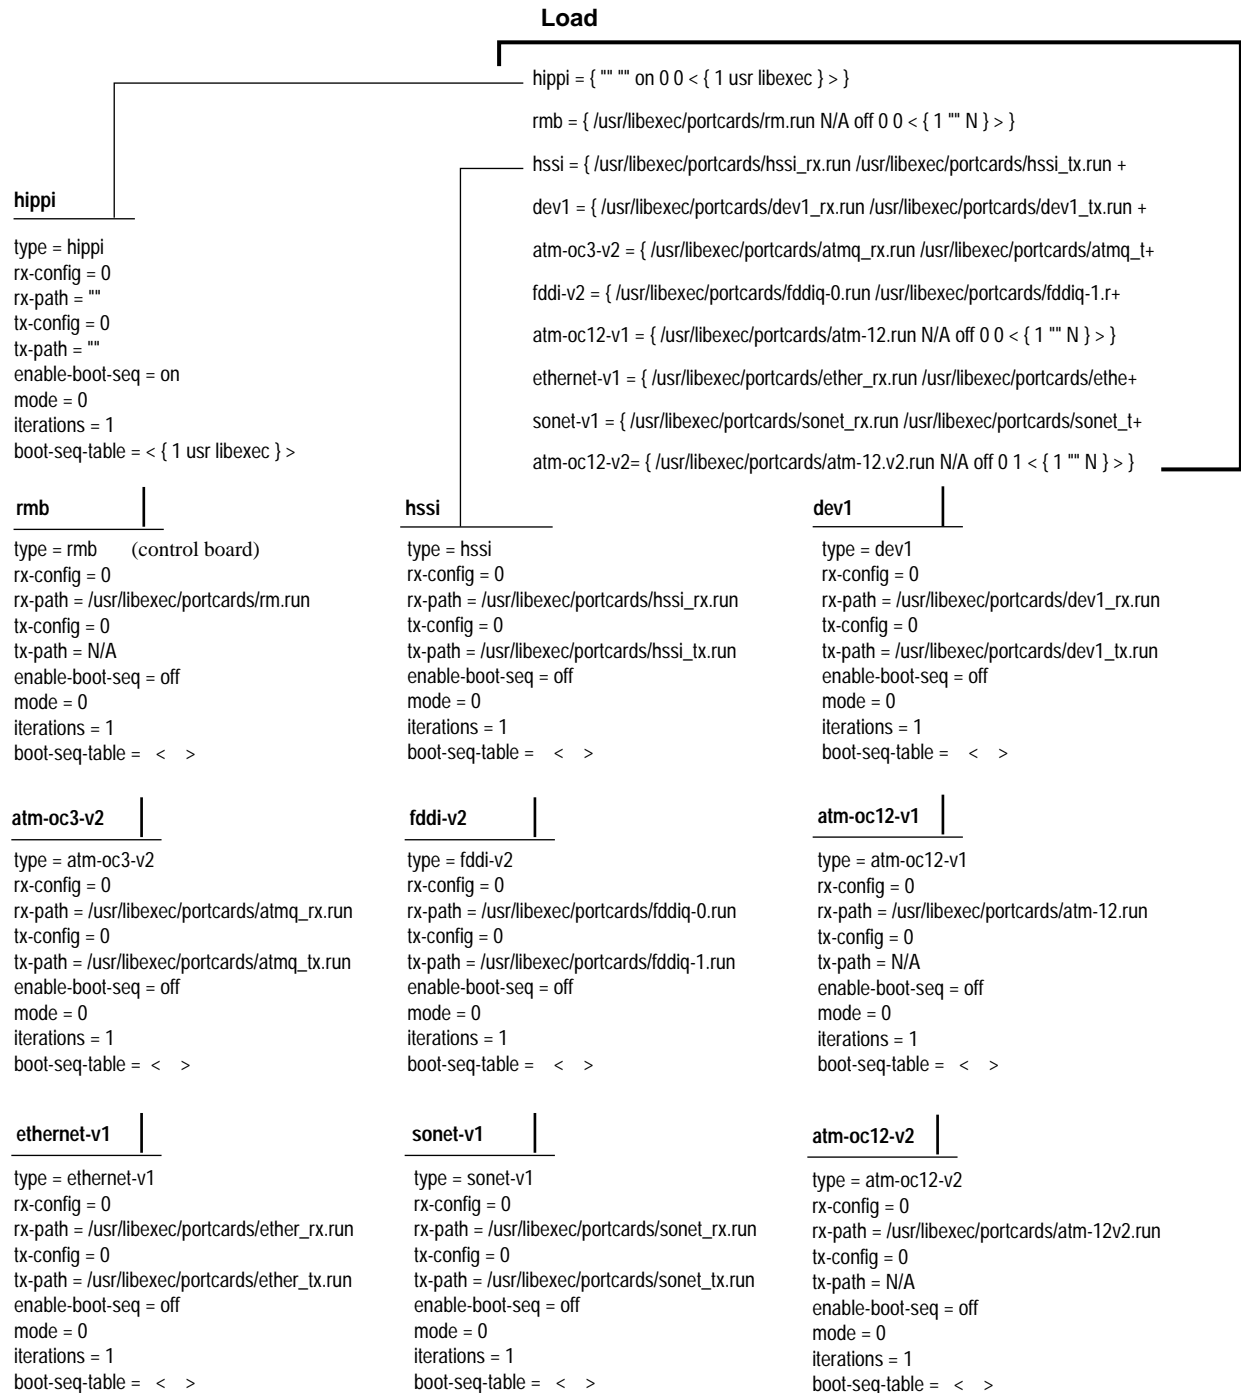 Load
hippi = { "" "" on 0 0 < { 1 usr libexec } > }
rmb = { /usr/libexec/portcards/rm.run N/A off 0 0 < { 1 "" N } > }
hssi = { /usr/libexec/portcards/hssi_rx.run /usr/libexec/portcards/hssi_tx.run +
dev1 = { /usr/libexec/portcards/dev1_rx.run /usr/libexec/portcards/dev1_tx.run +
atm-oc3-v2 = { /usr/libexec/portcards/atmq_rx.run /usr/libexec/portcards/atmq_t+
fddi-v2 = { /usr/libexec/portcards/fddiq-0.run /usr/libexec/portcards/fddiq-1.r+
atm-oc12-v1 = { /usr/libexec/portcards/atm-12.run N/A off 0 0 < { 1 "" N } > }
ethernet-v1 = { /usr/libexec/portcards/ether_rx.run /usr/libexec/portcards/ethe+
sonet-v1 = { /usr/libexec/portcards/sonet_rx.run /usr/libexec/portcards/sonet_t+
atm-oc12-v2= { /usr/libexec/portcards/atm-12.v2.run N/A off 0 1 < { 1 "" N } > }
hippi
type = hippi
rx-config = 0
rx-path = ""
tx-config = 0
tx-path = ""
enable-boot-seq = on
mode = 0
iterations = 1
boot-seq-table = < { 1 usr libexec } >
rmb
type = rmb (control board)
rx-config = 0
rx-path = /usr/libexec/portcards/rm.run
tx-config = 0
tx-path = N/A
enable-boot-seq = off
mode = 0
iterations = 1
boot-seq-table = < >
hssi
type = hssi
rx-config = 0
rx-path = /usr/libexec/portcards/hssi_rx.run
tx-config = 0
tx-path = /usr/libexec/portcards/hssi_tx.run
enable-boot-seq = off
mode = 0
iterations = 1
boot-seq-table = < >
dev1
type = dev1
rx-config = 0
rx-path = /usr/libexec/portcards/dev1_rx.run
tx-config = 0
tx-path = /usr/libexec/portcards/dev1_tx.run
enable-boot-seq = off
mode = 0
iterations = 1
boot-seq-table = < >
atm-oc3-v2
type = atm-oc3-v2
rx-config = 0
rx-path = /usr/libexec/portcards/atmq_rx.run
tx-config = 0
tx-path = /usr/libexec/portcards/atmq_tx.run
enable-boot-seq = off
mode = 0
iterations = 1
boot-seq-table = < >
fddi-v2
type = fddi-v2
rx-config = 0
rx-path = /usr/libexec/portcards/fddiq-0.run
tx-config = 0
tx-path = /usr/libexec/portcards/fddiq-1.run
enable-boot-seq = off
mode = 0
iterations = 1
boot-seq-table = < >
atm-oc12-v1
type = atm-oc12-v1
rx-config = 0
rx-path = /usr/libexec/portcards/atm-12.run
tx-config = 0
tx-path = N/A
enable-boot-seq = off
mode = 0
iterations = 1
boot-seq-table = < >
ethernet-v1
type = ethernet-v1
rx-config = 0
rx-path = /usr/libexec/portcards/ether_rx.run
tx-config = 0
tx-path = /usr/libexec/portcards/ether_tx.run
enable-boot-seq = off
mode = 0
iterations = 1
boot-seq-table = < >
sonet-v1
type = sonet-v1
rx-config = 0
rx-path = /usr/libexec/portcards/sonet_rx.run
tx-config = 0
tx-path = /usr/libexec/portcards/sonet_tx.run
enable-boot-seq = off
mode = 0
iterations = 1
boot-seq-table = < >
atm-oc12-v2
type = atm-oc12-v2
rx-config = 0
rx-path = /usr/libexec/portcards/atm-12v2.run
tx-config = 0
tx-path = N/A
enable-boot-seq = off
mode = 0
iterations = 1
boot-seq-table = < >